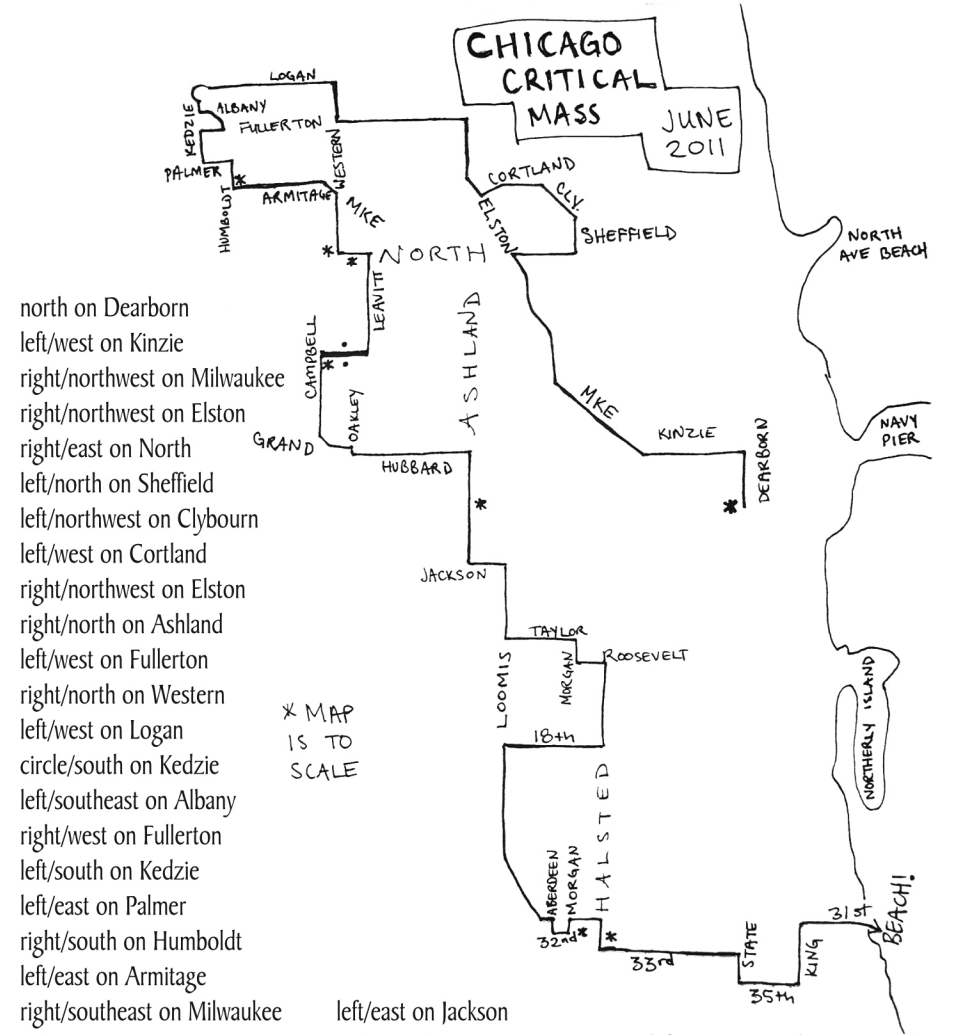 CHICAGO
CRITICAL
MASS
JUNE
2011
LOGAN
KEDZIE
ALBANY
FULLERTON
WESTERN
PALMER
*
HUMBOLDT
ARMITAGE
MKE
CORTLAND
CLY.
ELSTON
SHEFFIELD
* *
NORTH
NORTH
AVE BEACH
LEAVITT
ASHLAND
CAMPBELL
*
OAKLEY
GRAND
HUBBARD
MKE
KINZIE
DEARBORN
*
NAVY
PIER
*
JACKSON
TAYLOR
LOOMIS
MORGAN
ROOSEVELT
18th
HALSTED
NORTHERLY ISLAND
* MAP
IS TO
SCALE
ABERDEEN
MORGAN
32nd*
*
33rd
STATE
35th
KING
31st
BEACH!
north on Dearborn
left/west on Kinzie
right/northwest on Milwaukee
right/northwest on Elston
right/east on North
left/north on Sheffield
left/northwest on Clybourn
left/west on Cortland
right/northwest on Elston
right/north on Ashland
left/west on Fullerton
right/north on Western
left/west on Logan
circle/south on Kedzie
left/southeast on Albany
right/west on Fullerton
left/south on Kedzie
left/east on Palmer
right/south on Humboldt
left/east on Armitage
right/southeast on Milwaukee
left/east on Jackson